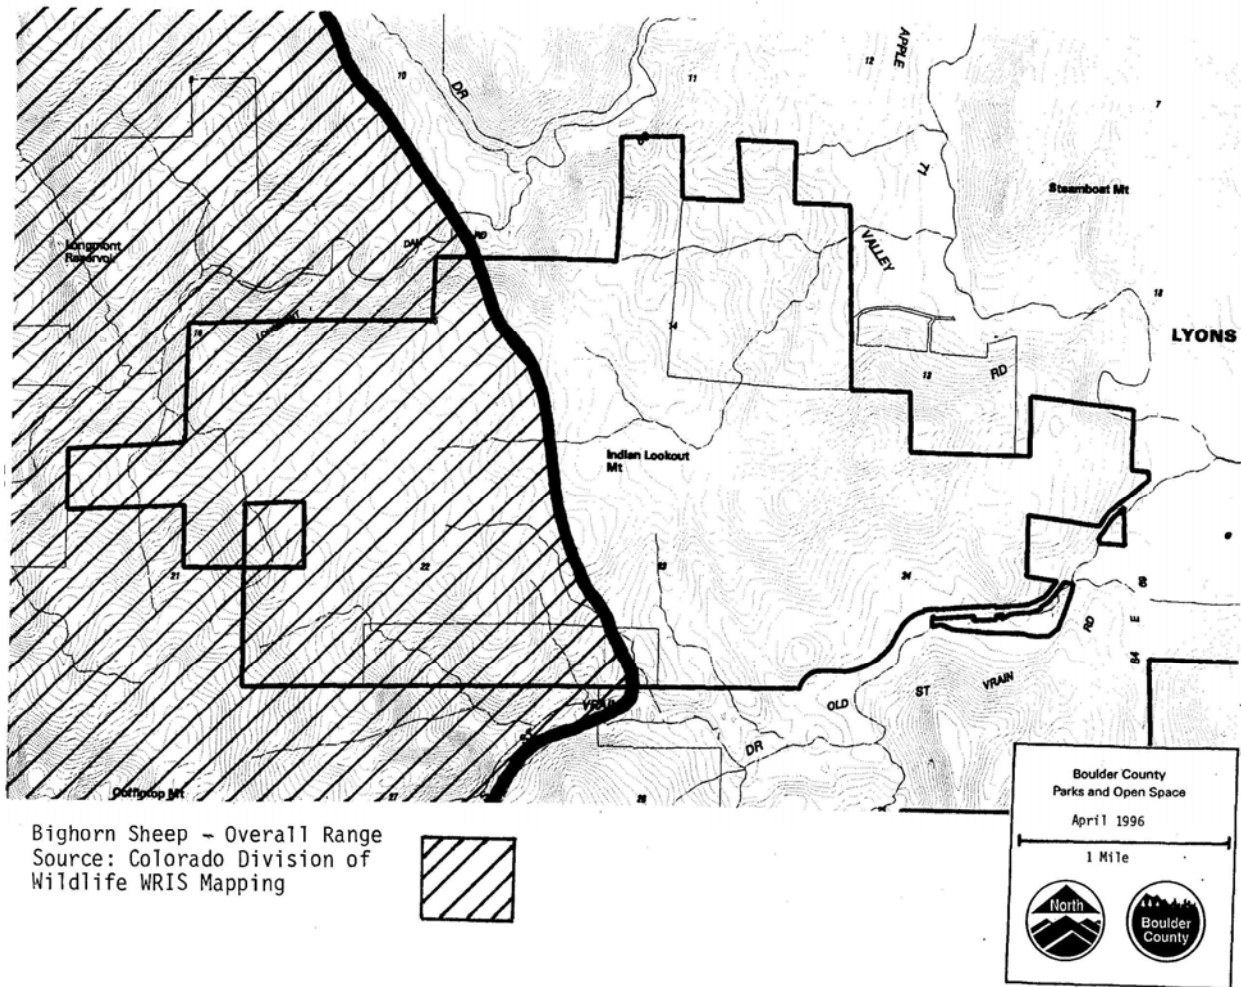 10
DR
11
12
APPLE
7
71
Steamboat Mt
Longmont
Reservoir
DAM
RD
VALLEY
18
LYONS
14
13
RD
Indian Lookout
Mt
21
22
23
24
69
E
84
RD
ST
VRAIN
OLD
VRAIN
DR
Coffintop Mt
27
26
Bighorn Sheep - Overall Range
Source: Colorado Division of
Wildlife WRIS Mapping
Boulder County
Parks and Open Space
April 1996
1 Mile
North
Boulder
County